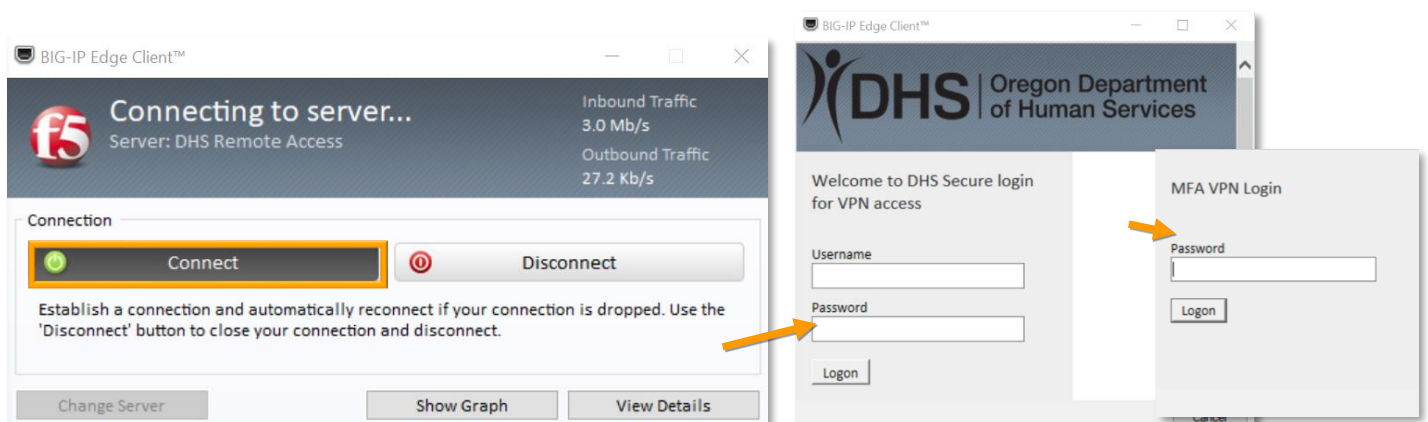 BIG-IP Edge Client™
f5
Connecting to server...
Server: DHS Remote Access
Inbound Traffic
3.0 Mb/s
Outbound Traffic
27.2 Kb/s
Connection
Connect
Disconnect
Establish a connection and automatically reconnect if your connection is dropped. Use the
'Disconnect' button to close your connection and disconnect.
Change Server
Show Graph
View Details
BIG-IP Edge Client™
DHS
Oregon Department
of Human Services
Welcome to DHS Secure login
for VPN access
Username
Password
Logon
MFA VPN Login
Password
Logon
Cancel